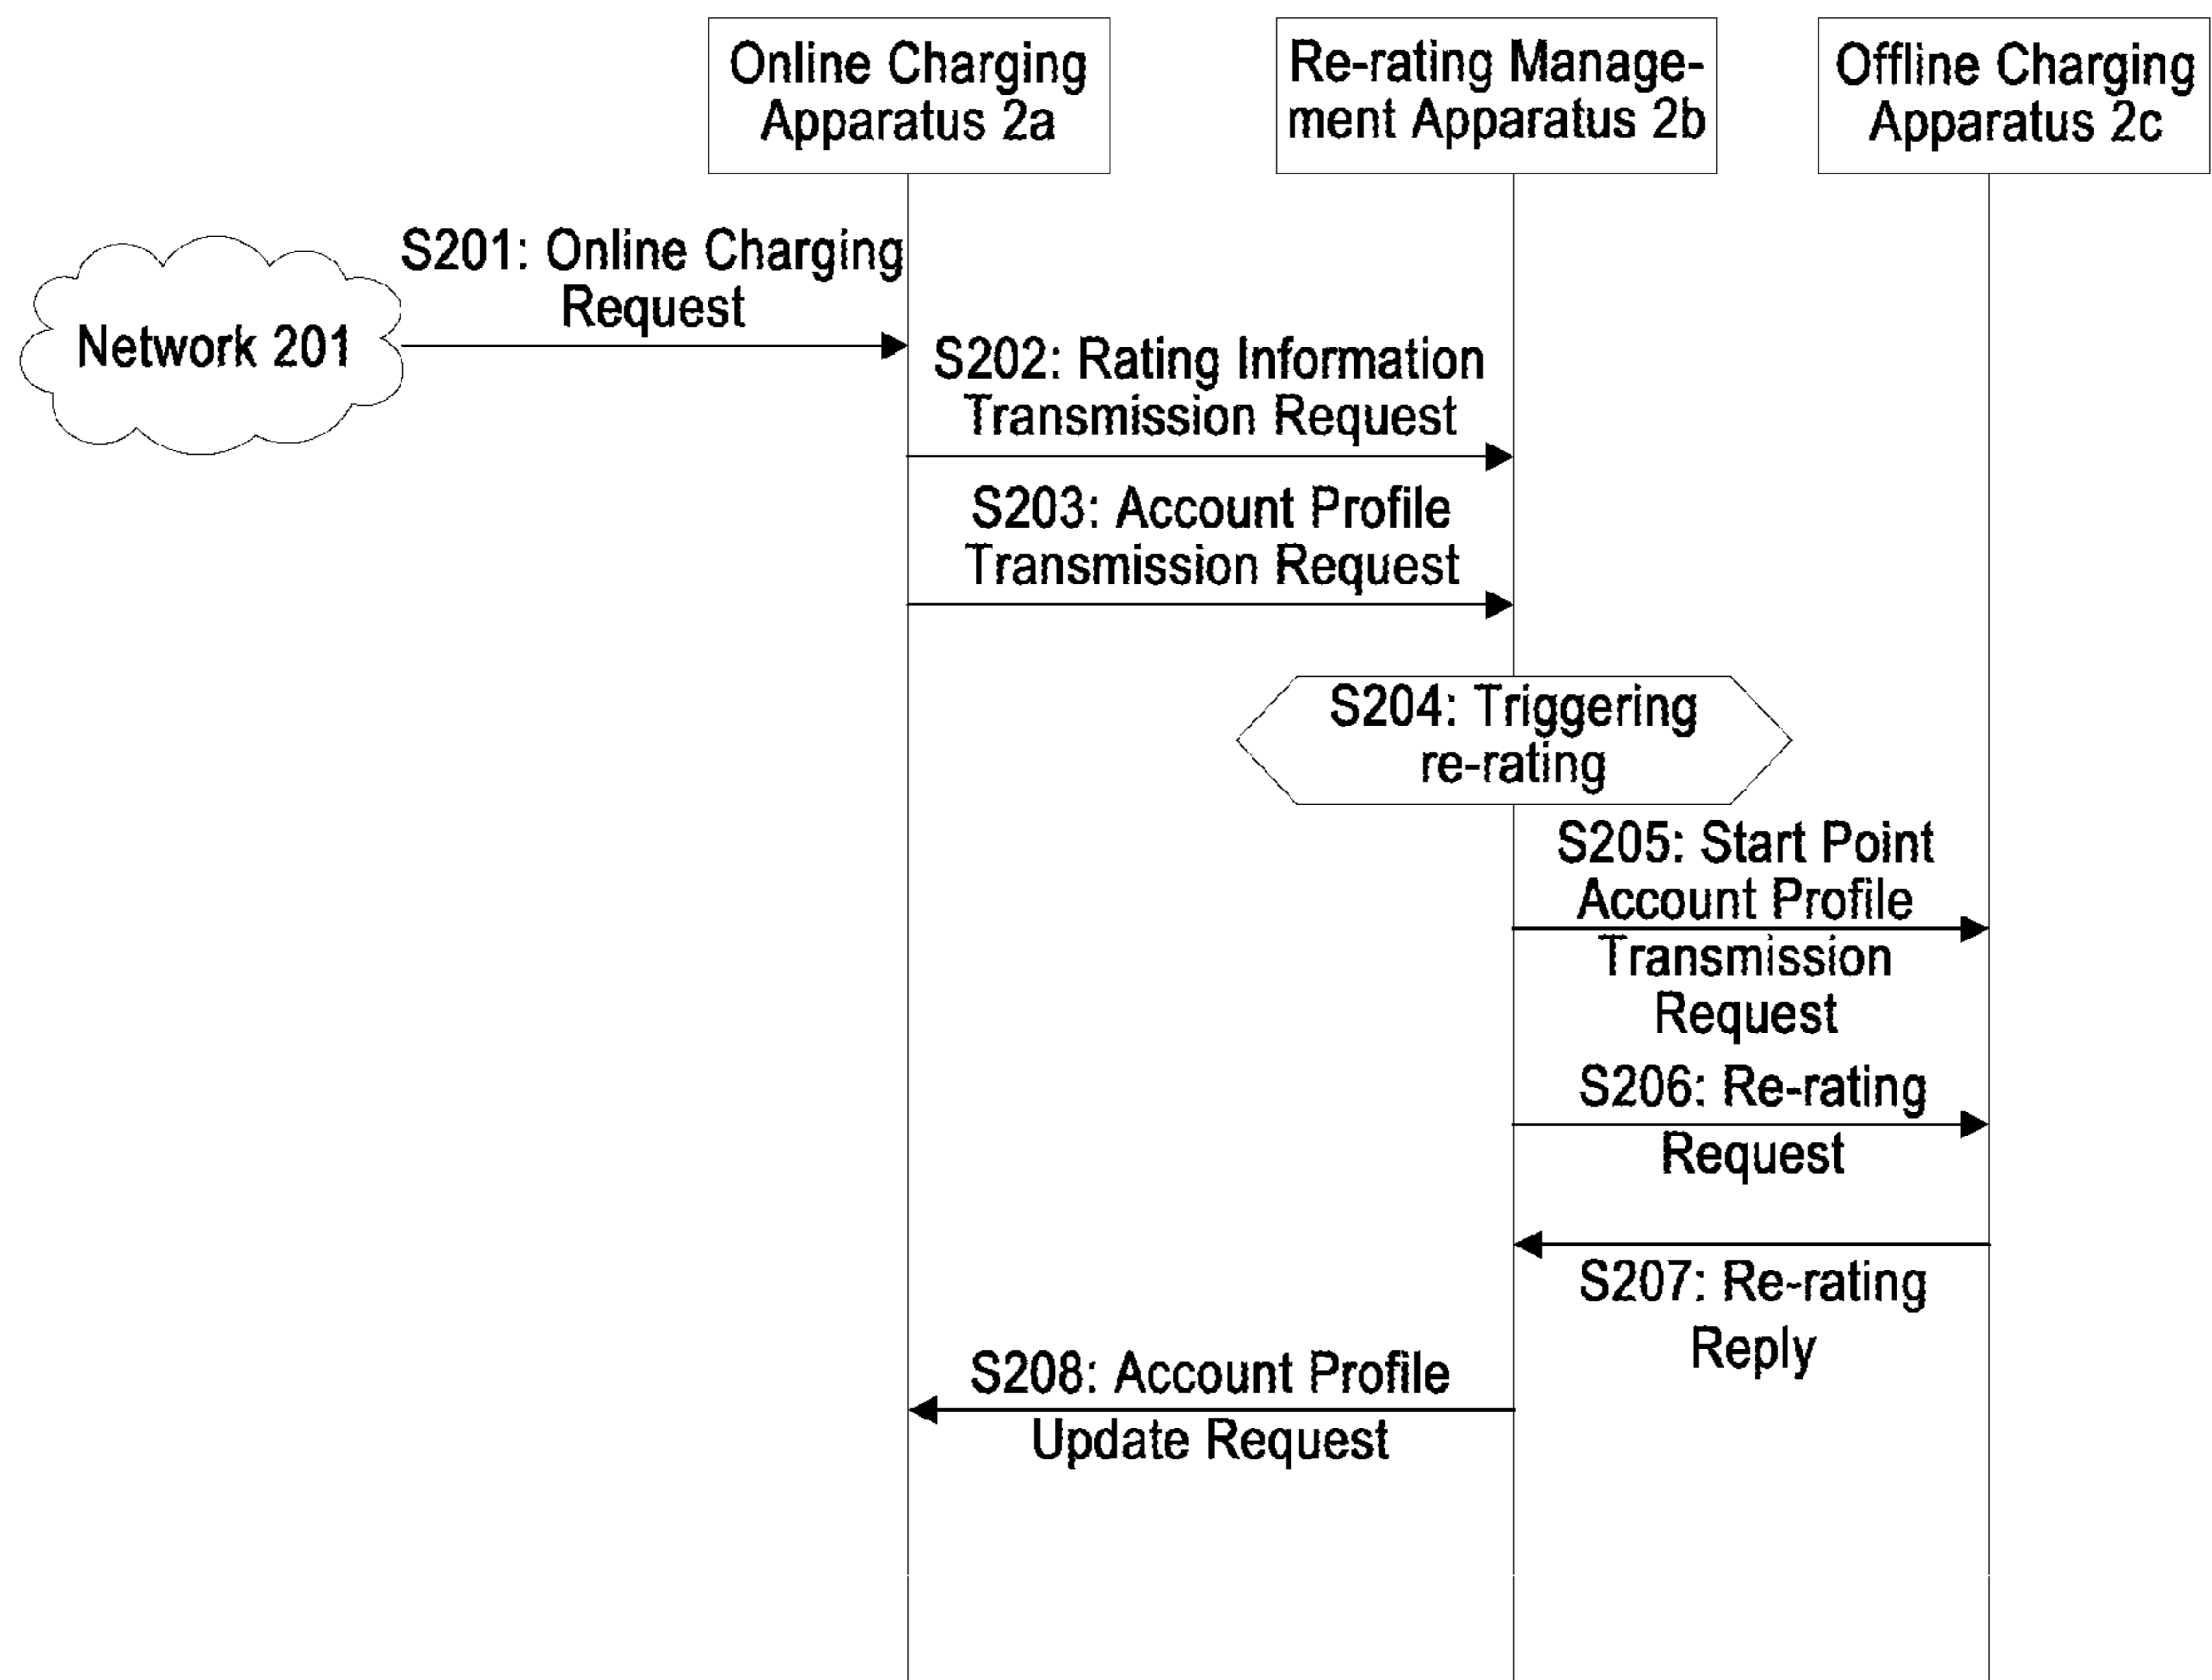 Online Charging
Apparatus 2a
Re-rating Manage-
ment Apparatus 2b
Offline Charging
Apparatus 2c
Network 201
S201: Online Charging
Request
S202: Rating Information
Transmission Request
S203: Account Profile
Transmission Request
S204: Triggering
re-rating
S205: Start Point
Account Profile
Transmission
Request
S206: Re-rating
Request
S207: Re-rating
Reply
S208: Account Profile
Update Request